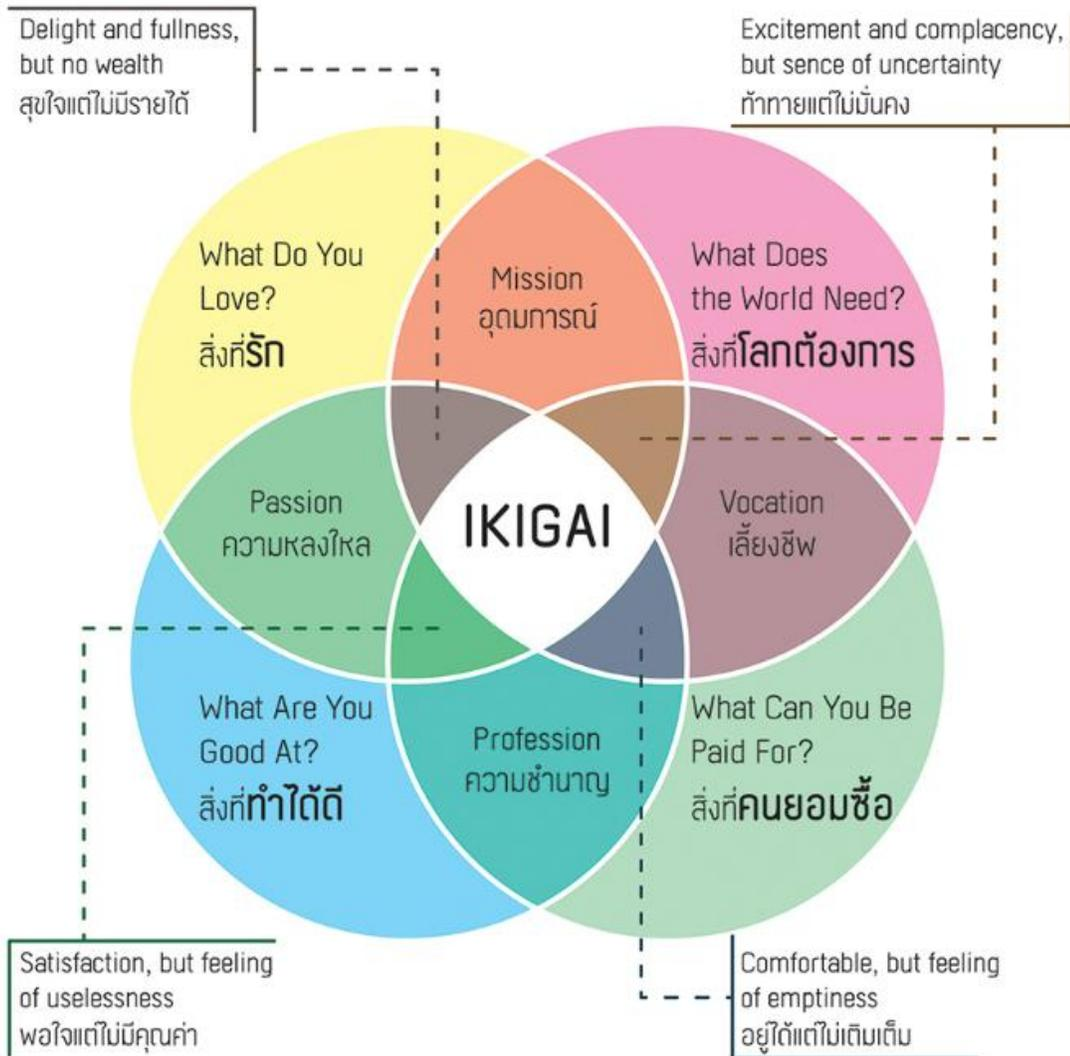 Delight and fullness,
but no wealth
สุขใจแต่ไม่มีรายได้
Excitement and complacency,
but sence of uncertainty
ท้าทายแต่ไม่มั่นคง
What Do You
Love?
สิ่งที่รัก
Mission
อุดมการณ์
What Does
the World Need?
สิ่งที่โลกต้องการ
Passion
ความหลงใหล
IKIGAI
Vocation
เลี้ยงชีพ
What Are You
Good At?
สิ่งที่ทำได้ดี
Profession
ความชำนาญ
What Can You Be
Paid For?
สิ่งที่คนยอมซื้อ
Satisfaction, but feeling
of uselessness
พอใจแต่ไม่มีคุณค่า
Comfortable, but feeling
of emptiness
อยู่ได้แต่ไม่เติมเต็ม